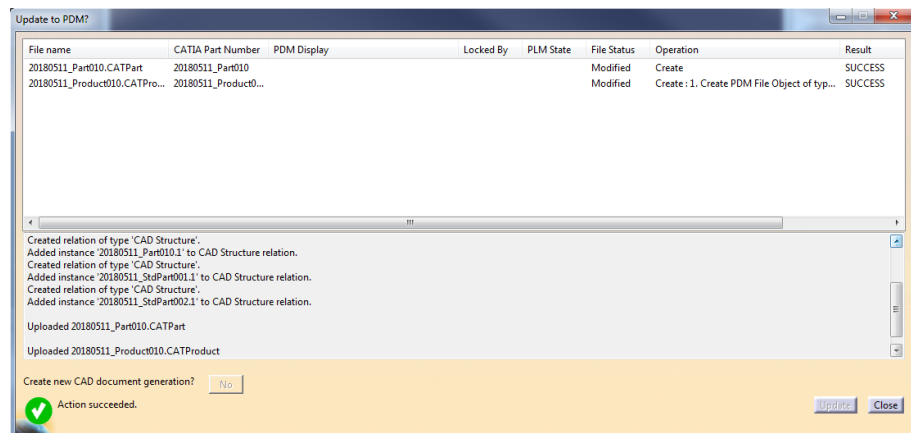 Update to PDM?
File name CATIA Part Number PDM Display Locked By PLM State File Status Operation Result
20180511_Part010.CATPart 20180511_Part010 Modified Create SUCCESS
20180511_Product010.CATPro... 20180511_Product0... Modified Create : 1. Create PDM File Object of typ... SUCCESS
Created relation of type 'CAD Structure'.
Added instance '20180511_Part010.1' to CAD Structure relation.
Created relation of type 'CAD Structure'.
Added instance '20180511_StdPart001.1' to CAD Structure relation.
Created relation of type 'CAD Structure'.
Added instance '20180511_StdPart002.1' to CAD Structure relation.
Uploaded 20180511_Part010.CATPart
Uploaded 20180511_Product010.CATProduct
Create new CAD document generation? No
Action succeeded. Update Close